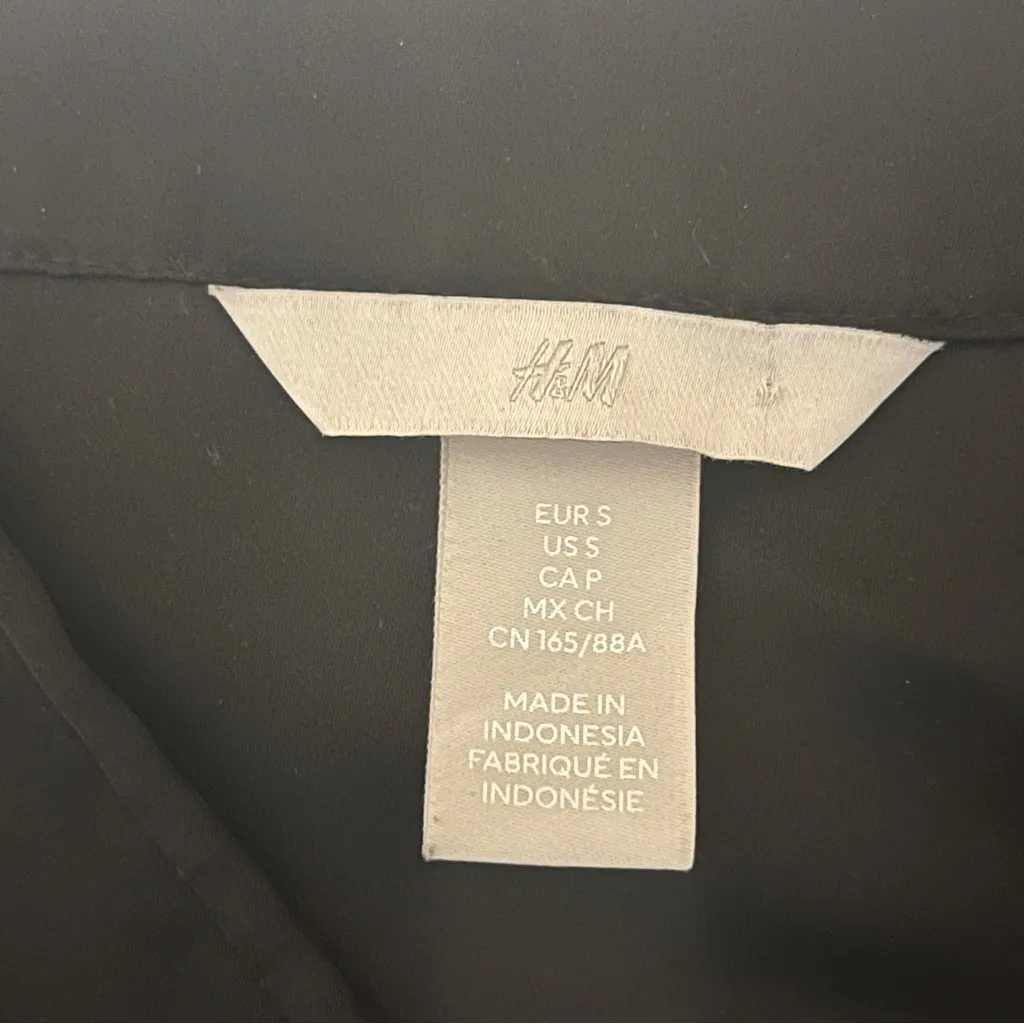 H&M
EUR S
US S
CA P
MX CH
CN 165/88A
MADE IN
INDONESIA
FABRIQUÉ EN
INDONÉSIE